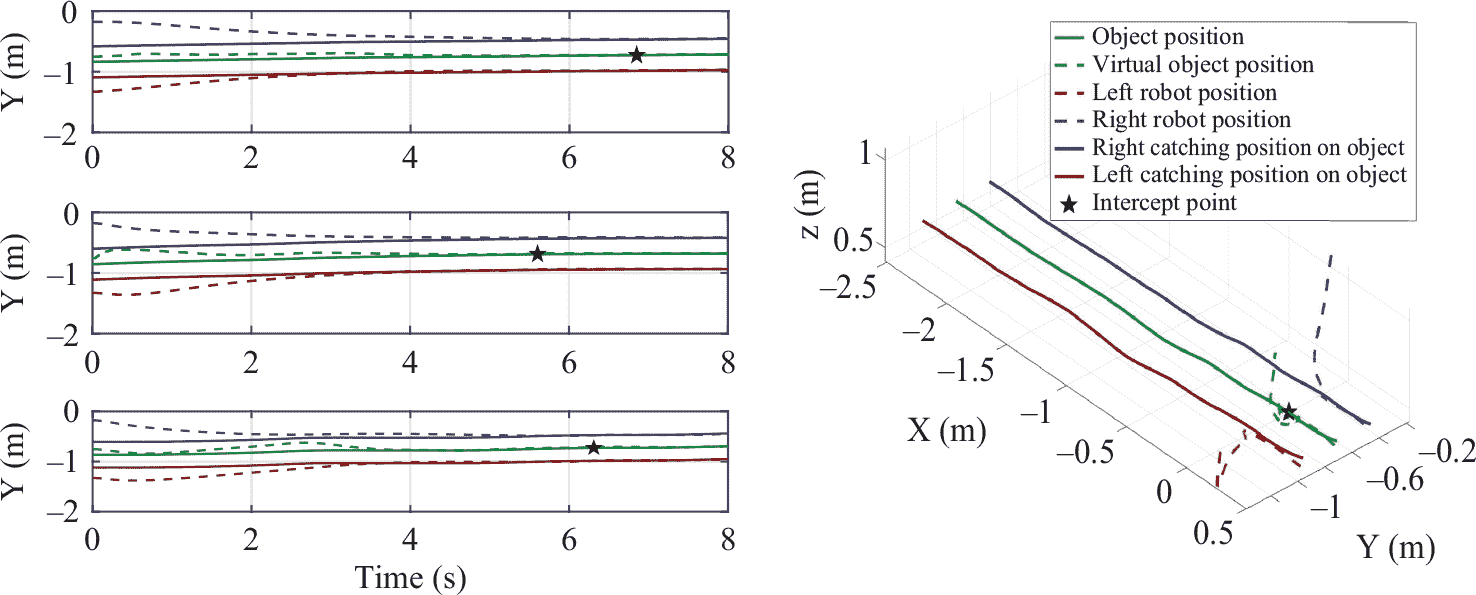 0
–1
–2
Y (m)
0 2 4 6 8
0
–1
–2
Y (m)
0 2 4 6 8
0
–1
–2
Y (m)
0 2 4 6 8
Time (s)
Object position
Virtual object position
Left robot position
Right robot position
Right catching position on object
Left catching position on object
Intercept point
1
0.5
z (m)
–2.5
–2
–1.5
–1
–0.5
0
0.5
X (m)
–0.2
–0.6
–1
Y (m)